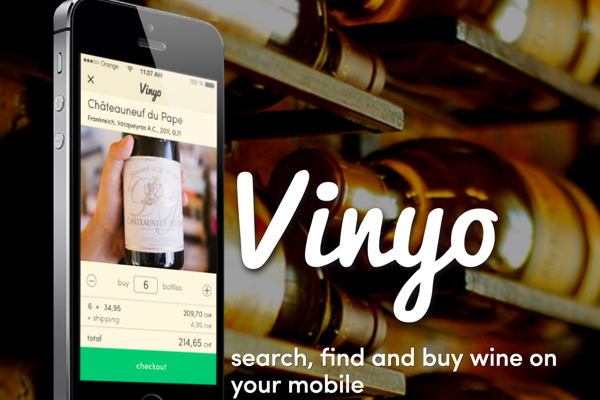 Orange 11:27 AM 100 %
Vinyo
Châteauneuf du Pape
Frankreich, Vacqueyras A.C., 2011, 0,7l
CHÂTEAUNEUF
buy 6 bottles
6 × 34,95 209,70 CHF
+ shipping 4,95 CHF
total 214,65 CHF
checkout
Vinyo
search, find and buy wine on
your mobile